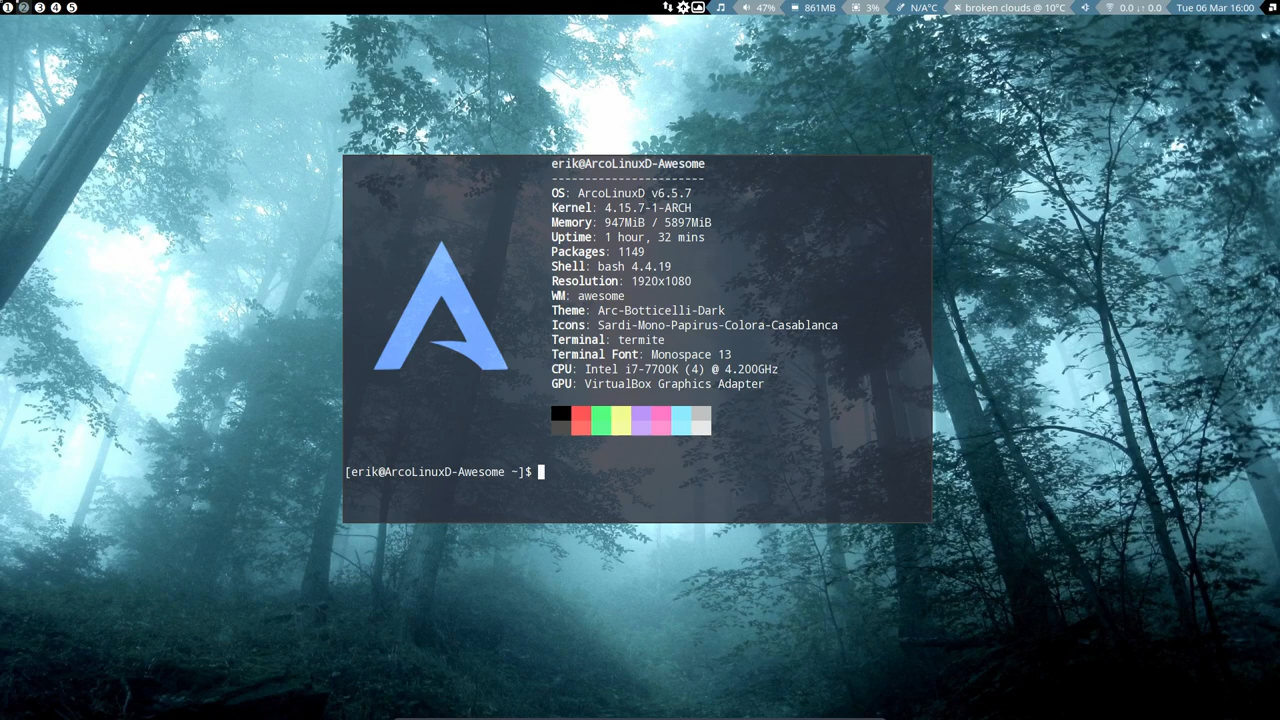 1 2 3 4 5 47% 861MB 3% N/A°C broken clouds @ 10°C 0.0 ↓↑ 0.0 Tue 06 Mar 16:00
erik@ArcoLinuxD-Awesome
-----------------------
OS: ArcoLinuxD v6.5.7
Kernel: 4.15.7-1-ARCH
Memory: 947MiB / 5897MiB
Uptime: 1 hour, 32 mins
Packages: 1149
Shell: bash 4.4.19
Resolution: 1920x1080
WM: awesome
Theme: Arc-Botticelli-Dark
Icons: Sardi-Mono-Papirus-Colora-Casablanca
Terminal: termite
Terminal Font: Monospace 13
CPU: Intel i7-7700K (4) @ 4.200GHz
GPU: VirtualBox Graphics Adapter
[erik@ArcoLinuxD-Awesome ~]$